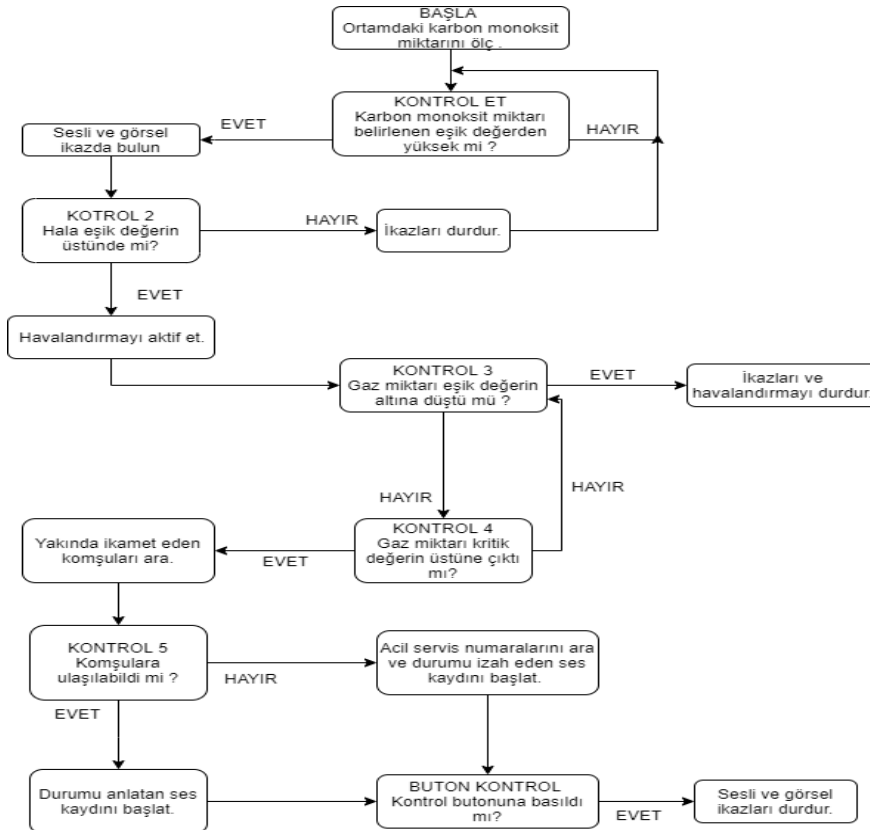 BAŞLA
Ortamdaki karbon monoksit
miktarını ölç .
KONTROL ET
Karbon monoksit miktarı
belirlenen eşik değerden
yüksek mi ?
EVET
HAYIR
Sesli ve görsel
ikazda bulun
KOTROL 2
Hala eşik değerin
üstünde mi?
HAYIR
İkazları durdur.
EVET
Havalandırmayı aktif et.
KONTROL 3
Gaz miktarı eşik değerin
altına düştü mü ?
EVET
İkazları ve
havalandırmayı durdur.
HAYIR
HAYIR
KONTROL 4
Gaz miktarı kritik
değerin üstüne çıktı
mı?
EVET
Yakında ikamet eden
komşuları ara.
KONTROL 5
Komşulara
ulaşılabildi mi ?
HAYIR
Acil servis numaralarını ara
ve durumu izah eden ses
kaydını başlat.
EVET
Durumu anlatan ses
kaydını başlat.
BUTON KONTROL
Kontrol butonuna basıldı
mı?
EVET
Sesli ve görsel
ikazları durdur.